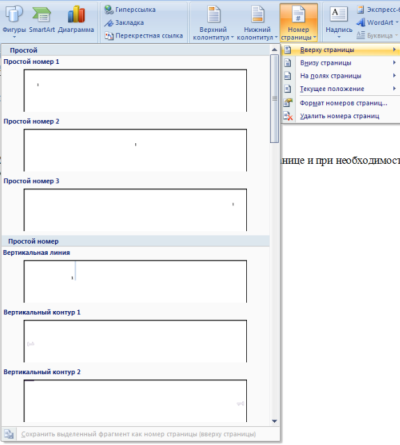 Фигуры SmartArt Диаграмма
Гиперссылка
Закладка
Перекрестная ссылка
Верхний колонтитул
Нижний колонтитул
Номер страницы
Надпись
Экспресс-
WordArt
Буквица
Вверху страницы
Внизу страницы
На полях страницы
Текущее положение
Формат номеров страниц...
Удалить номера страниц
Простой
Простой номер 1
Простой номер 2
Простой номер 3
Простой номер
Вертикальная линия
Вертикальный контур 1
Вертикальный контур 2
Сохранить выделенный фрагмент как номер страницы (вверху страницы)
нице и при необходимост